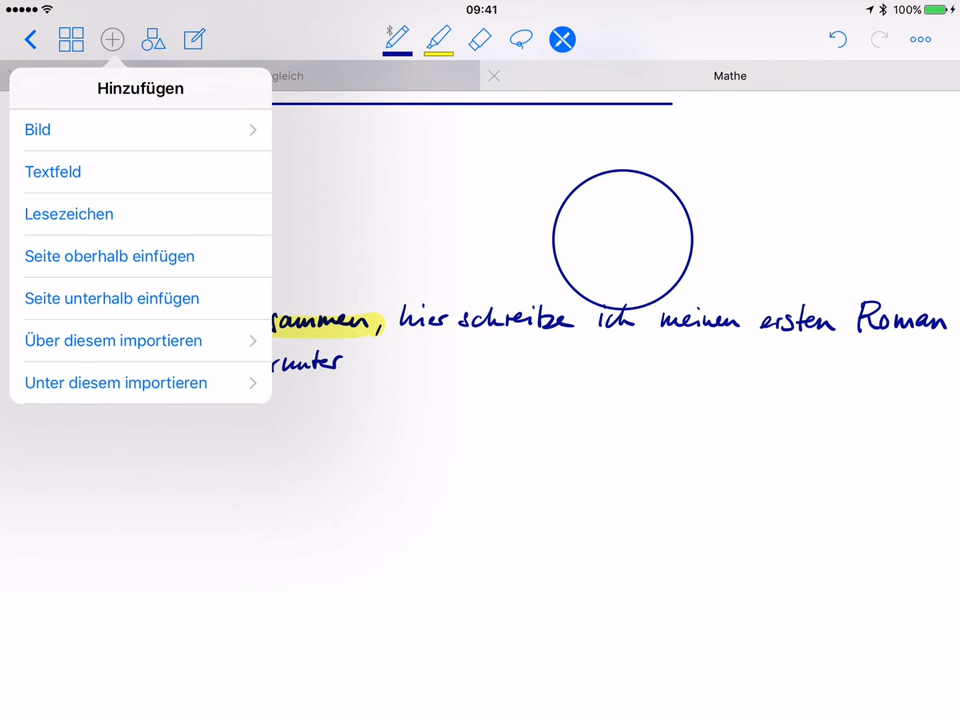 09:41
100%
gleich
Mathe
Hinzufügen
Bild
Textfeld
Lesezeichen
Seite oberhalb einfügen
Seite unterhalb einfügen
Über diesem importieren
Unter diesem importieren
sammen, hier schreibe ich meinen ersten Roman
runter